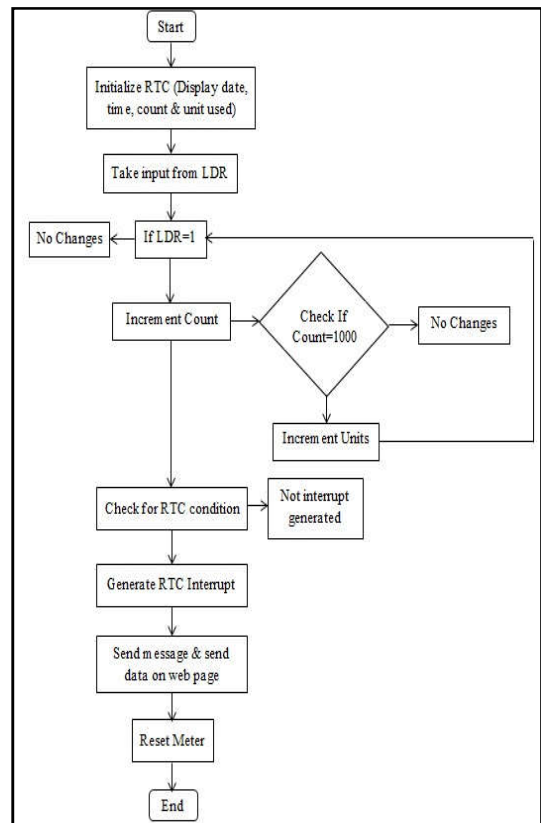 Start
Initialize RTC (Display date,
time, count & unit used)
Take input from LDR
No Changes
If LDR=1
Increment Count
Check If
Count=1000
No Changes
Increment Units
Check for RTC condition
Not interrupt
generated
Generate RTC Interrupt
Send message & send
data on web page
Reset Meter
End